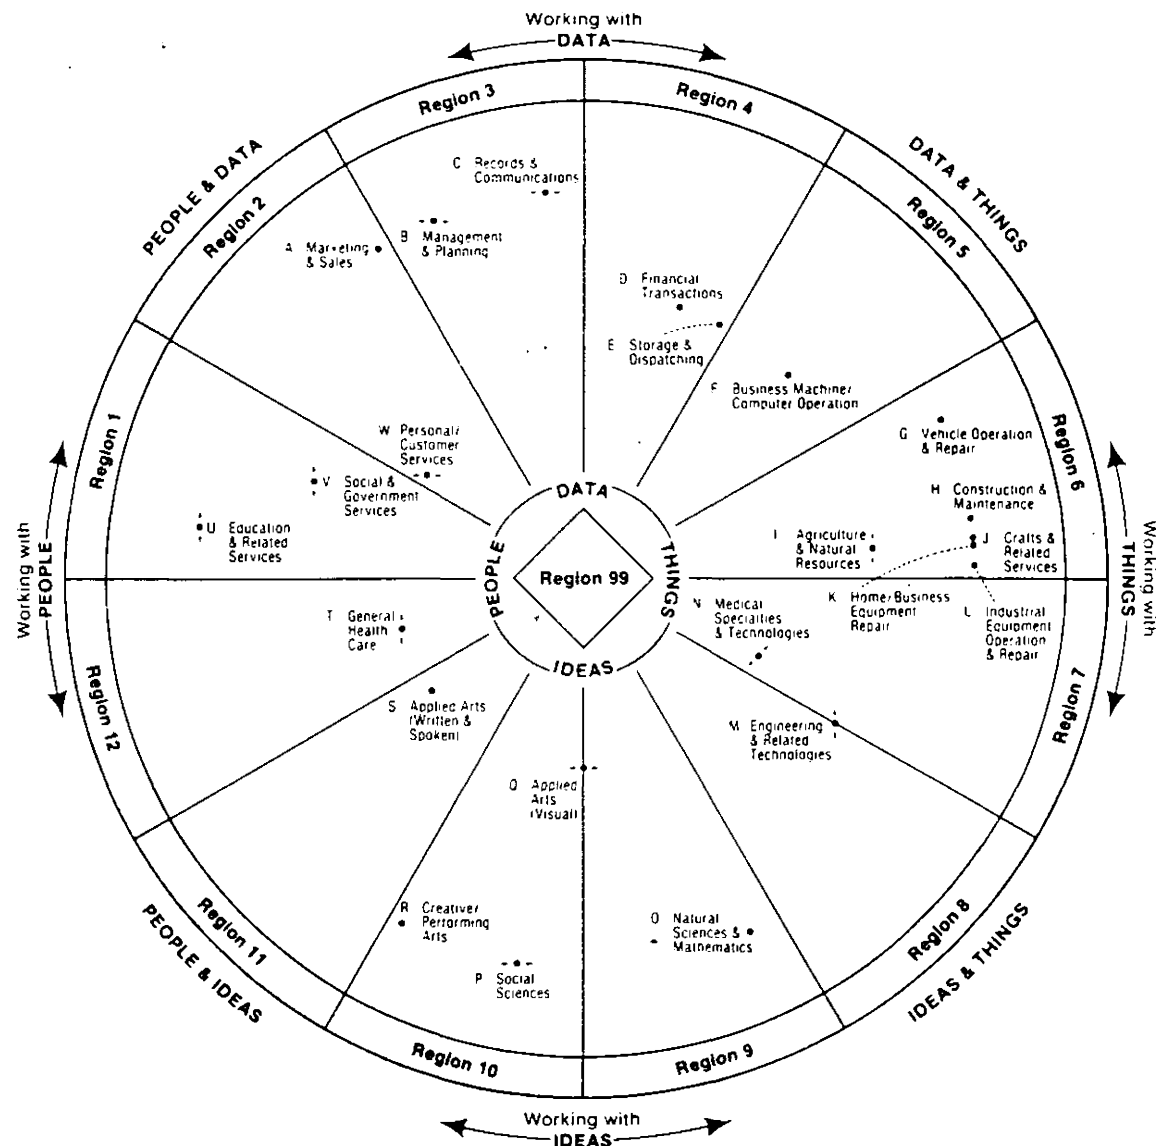 Working with
DATA
Region 3
Region 4
PEOPLE & DATA
DATA & THINGS
Region 2
Region 5
C Records &
Communications
B Management
& Planning
A Marketing
& Sales
D Financial
Transactions
E Storage &
Dispatching
F Business Machine/
Computer Operation
Region 1
Region 6
W Personal/
Customer
Services
G Vehicle Operation
& Repair
V Social &
Government
Services
H Construction &
Maintenance
U Education
& Related
Services
I Agriculture
& Natural
Resources
J Crafts &
Related
Services
DATA
PEOPLE
THINGS
IDEAS
Region 99
Working with
PEOPLE
Working with
THINGS
K Home/Business
Equipment
Repair
L Industrial
Equipment
Operation
& Repair
N Medical
Specialties
& Technologies
T General
Health
Care
Region 12
Region 7
S Applied Arts
(Written &
Spoken)
M Engineering
& Related
Technologies
Q Applied
Arts
(Visual)
R Creative/
Performing
Arts
O Natural
Sciences &
Mathematics
P Social
Sciences
Region 11
Region 8
PEOPLE & IDEAS
IDEAS & THINGS
Region 10
Region 9
Working with
IDEAS